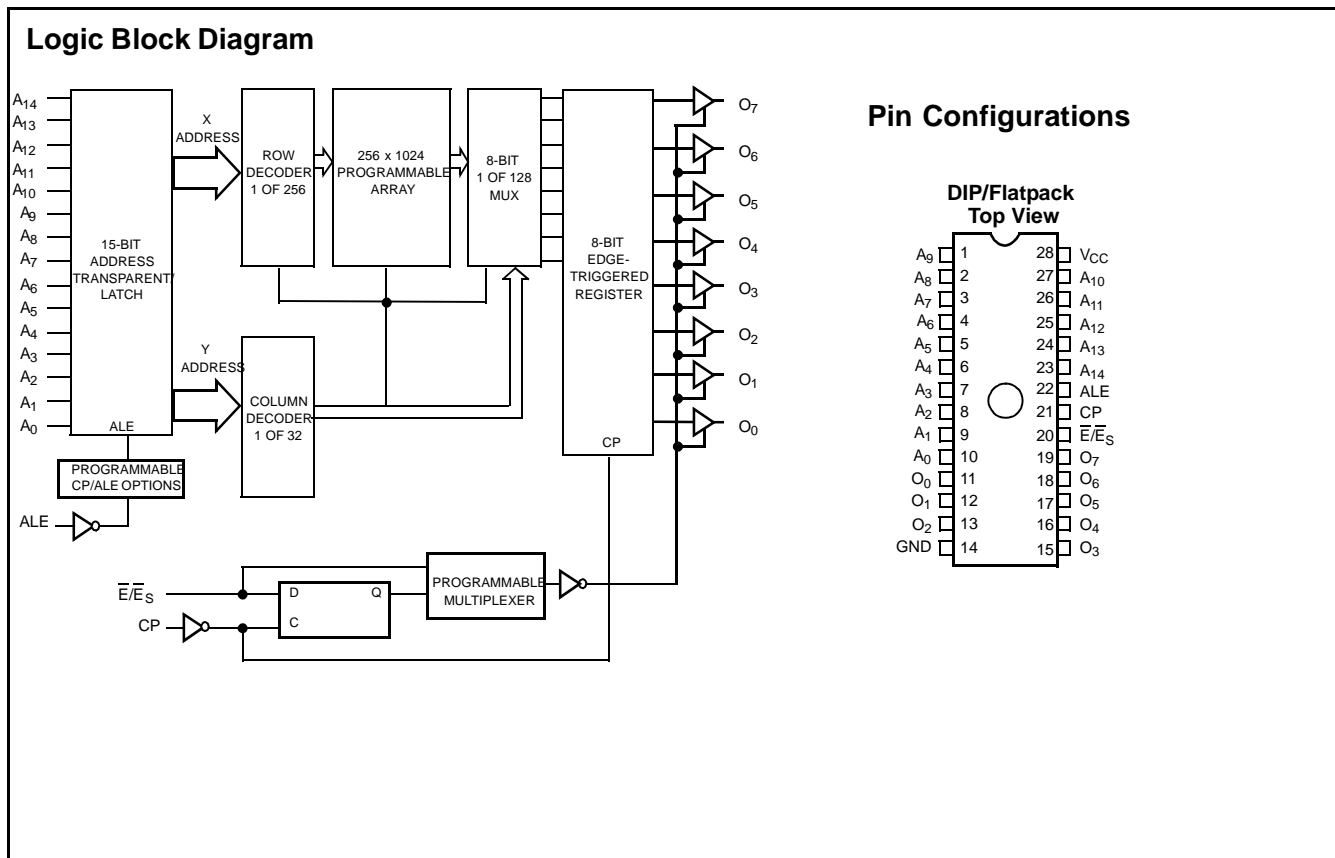 Logic Block Diagram
A14
A13
A12
A11
A10
A9
A8
A7
A6
A5
A4
A3
A2
A1
A0
15-BIT
ADDRESS
TRANSPARENT/
LATCH
ALE
PROGRAMMABLE
CP/ALE OPTIONS
ALE
X
ADDRESS
Y
ADDRESS
ROW
DECODER
1 OF 256
256 x 1024
PROGRAMMABLE
ARRAY
8-BIT
1 OF 128
MUX
COLUMN
DECODER
1 OF 32
8-BIT
EDGE-
TRIGGERED
REGISTER
CP
O7
O6
O5
O4
O3
O2
O1
O0
E̅/E̅S
CP
D
Q
C
PROGRAMMABLE
MULTIPLEXER
Pin Configurations
DIP/Flatpack
Top View
A9 1 28 VCC
A8 2 27 A10
A7 3 26 A11
A6 4 25 A12
A5 5 24 A13
A4 6 23 A14
A3 7 22 ALE
A2 8 21 CP
A1 9 20 E̅/E̅S
A0 10 19 O7
O0 11 18 O6
O1 12 17 O5
O2 13 16 O4
GND 14 15 O3